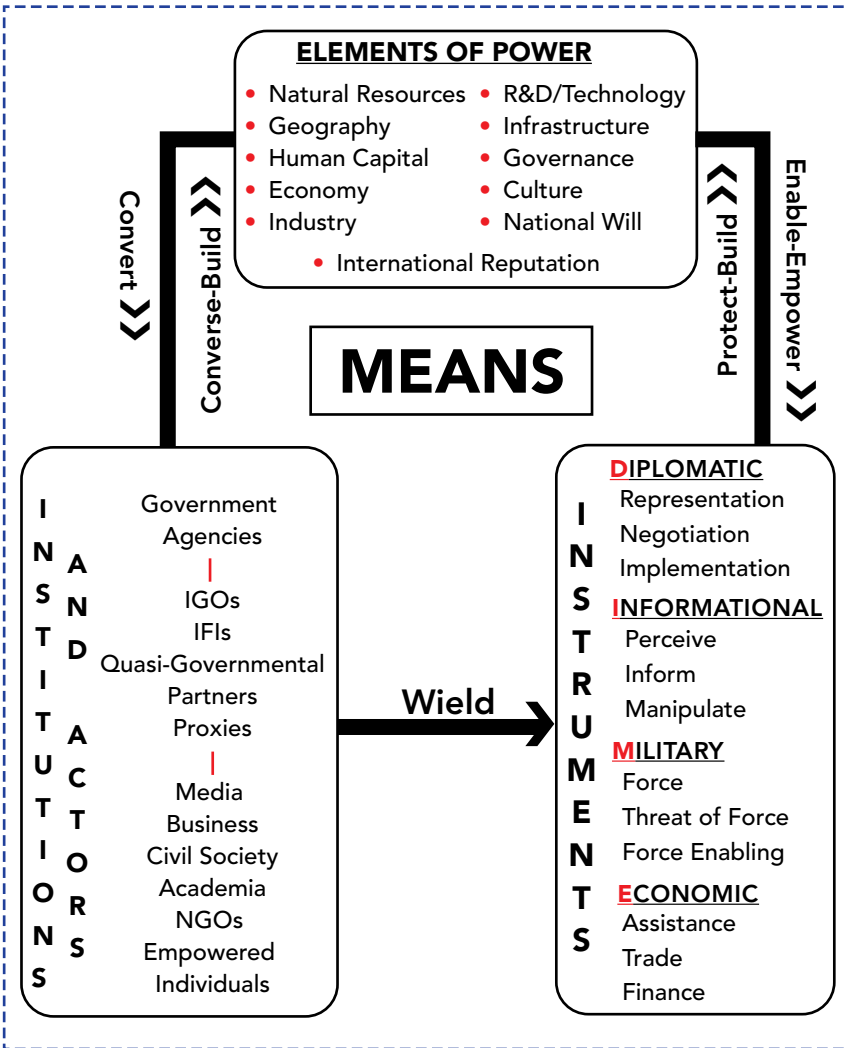 ELEMENTS OF POWER
• Natural Resources
• Geography
• Human Capital
• Economy
• Industry
• R&D/Technology
• Infrastructure
• Governance
• Culture
• National Will
• International Reputation
Convert
Converse-Build
Protect-Build
Enable-Empower
MEANS
INSTITUTIONS
AND ACTORS
Government
Agencies
IGOs
IFIs
Quasi-Governmental
Partners
Proxies
Media
Business
Civil Society
Academia
NGOs
Empowered
Individuals
Wield
INSTRUMENTS
DIPLOMATIC
Representation
Negotiation
Implementation
INFORMATIONAL
Perceive
Inform
Manipulate
MILITARY
Force
Threat of Force
Force Enabling
ECONOMIC
Assistance
Trade
Finance